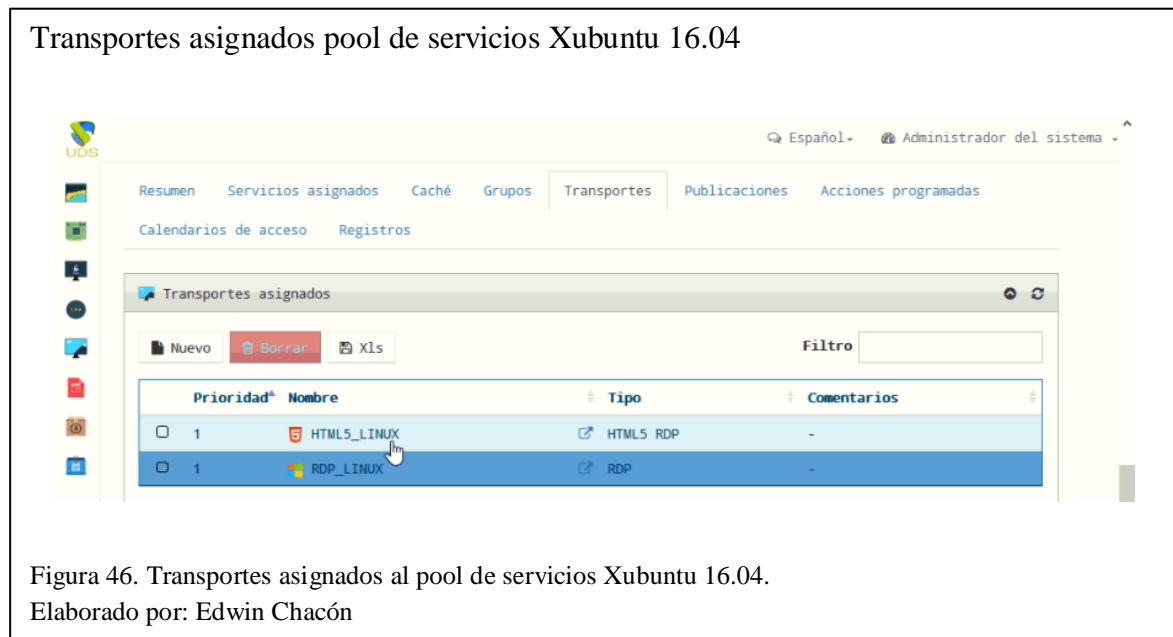 Transportes asignados pool de servicios Xubuntu 16.04
UDS
Español
Administrador del sistema
Resumen Servicios asignados Caché Grupos Transportes Publicaciones Acciones programadas
Calendarios de acceso Registros
Transportes asignados
Nuevo Borrar Xls Filtro
Prioridad Nombre Tipo Comentarios
1 HTML5_LINUX HTML5 RDP -
1 RDP_LINUX RDP -
Figura 46. Transportes asignados al pool de servicios Xubuntu 16.04.
Elaborado por: Edwin Chacón